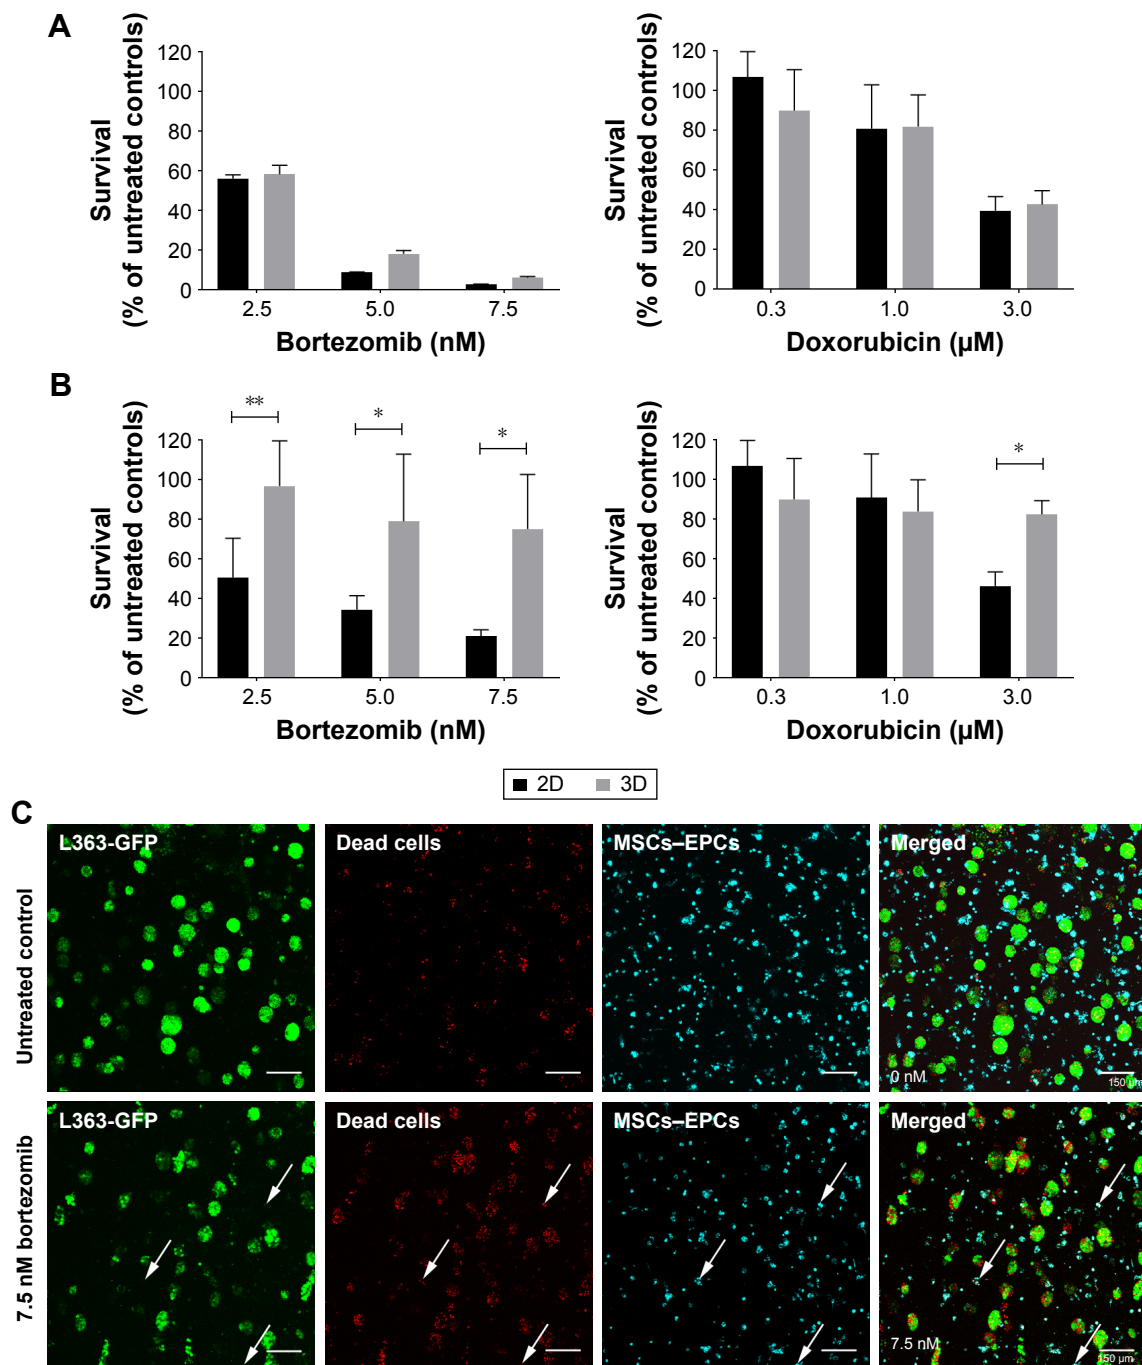 A
Survival
(% of untreated controls)
120
100
80
60
40
20
0
2.5
5.0
7.5
Bortezomib (nM)
Survival
(% of untreated controls)
120
100
80
60
40
20
0
0.3
1.0
3.0
Doxorubicin (µM)
B
Survival
(% of untreated controls)
120
100
80
60
40
20
0
**
*
*
2.5
5.0
7.5
Bortezomib (nM)
Survival
(% of untreated controls)
120
100
80
60
40
20
0
*
0.3
1.0
3.0
Doxorubicin (µM)
2D
3D
C
Untreated control
L363-GFP
Dead cells
MSCs–EPCs
Merged
0 nM
150 µm
7.5 nM bortezomib
L363-GFP
Dead cells
MSCs–EPCs
Merged
7.5 nM
150 µm